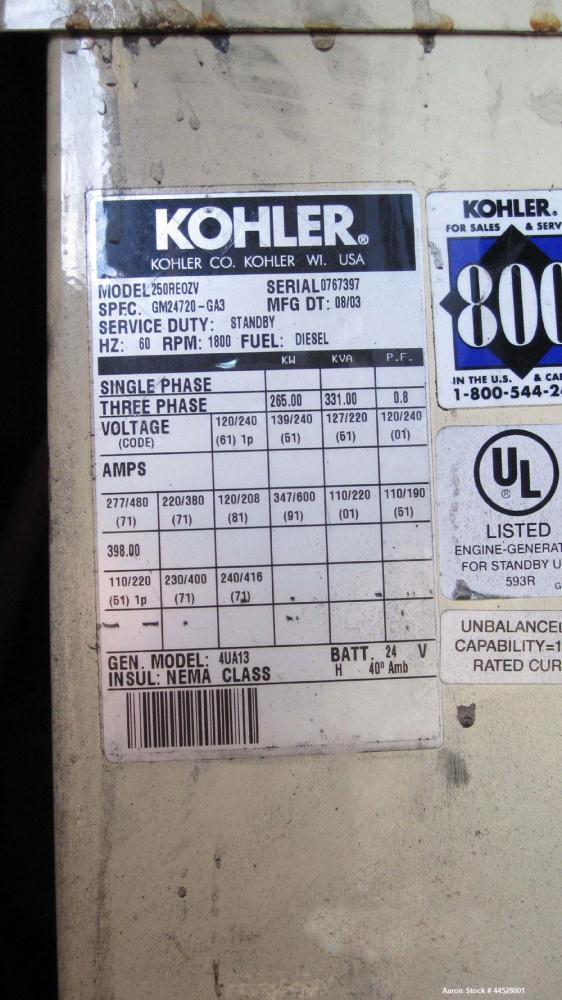 KOHLER®
KOHLER CO. KOHLER WI. USA
MODEL 250REOZV SERIAL 0767397
SPEC. GM24720-GA3 MFG DT: 08/03
SERVICE DUTY: STANDBY
HZ: 60 RPM: 1800 FUEL: DIESEL
KW KVA P.F.
SINGLE PHASE
THREE PHASE 265.00 331.00 0.8
VOLTAGE 120/240 139/240 127/220 120/240
(CODE) (61) 1p (51) (61) (01)
AMPS
277/480 220/380 120/208 347/600 110/220 110/190
(71) (71) (81) (91) (01) (61)
398.00
110/220 230/400 240/416
(51) 1p (71) (71)
GEN. MODEL: 4UA13 BATT. 24 V
INSUL: NEMA CLASS H 40° Amb
KOHLER®
FOR SALES & SERV
800
IN THE U.S. & CA
1-800-544-2
UL®
LISTED
ENGINE-GENERAT
FOR STANDBY U
593R G
UNBALANCE
CAPABILITY=1
RATED CUR
Aaron Stock # 44528001